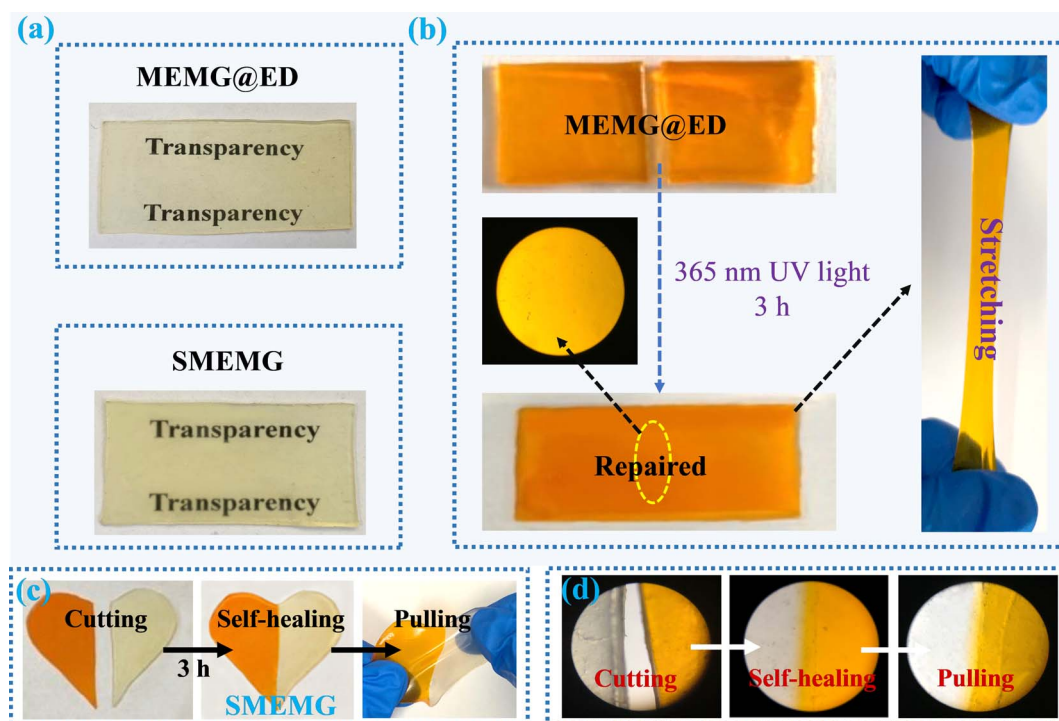 (a)
MEMG@ED
Transparency
Transparency
SMEMG
Transparency
Transparency
(b)
MEMG@ED
365 nm UV light
3 h
Repaired
Stretching
(c)
Cutting
3 h
Self-healing
SMEMG
Pulling
(d)
Cutting
Self-healing
Pulling